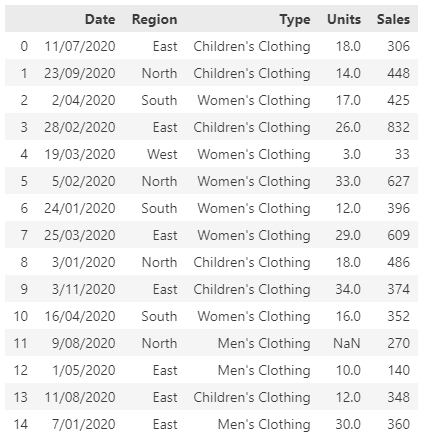 Date Region Type Units Sales
0 11/07/2020 East Children's Clothing 18.0 306
1 23/09/2020 North Children's Clothing 14.0 448
2 2/04/2020 South Women's Clothing 17.0 425
3 28/02/2020 East Children's Clothing 26.0 832
4 19/03/2020 West Women's Clothing 3.0 33
5 5/02/2020 North Women's Clothing 33.0 627
6 24/01/2020 South Women's Clothing 12.0 396
7 25/03/2020 East Women's Clothing 29.0 609
8 3/01/2020 North Children's Clothing 18.0 486
9 3/11/2020 East Children's Clothing 34.0 374
10 16/04/2020 South Women's Clothing 16.0 352
11 9/08/2020 North Men's Clothing NaN 270
12 1/05/2020 East Men's Clothing 10.0 140
13 11/08/2020 East Children's Clothing 12.0 348
14 7/01/2020 East Men's Clothing 30.0 360